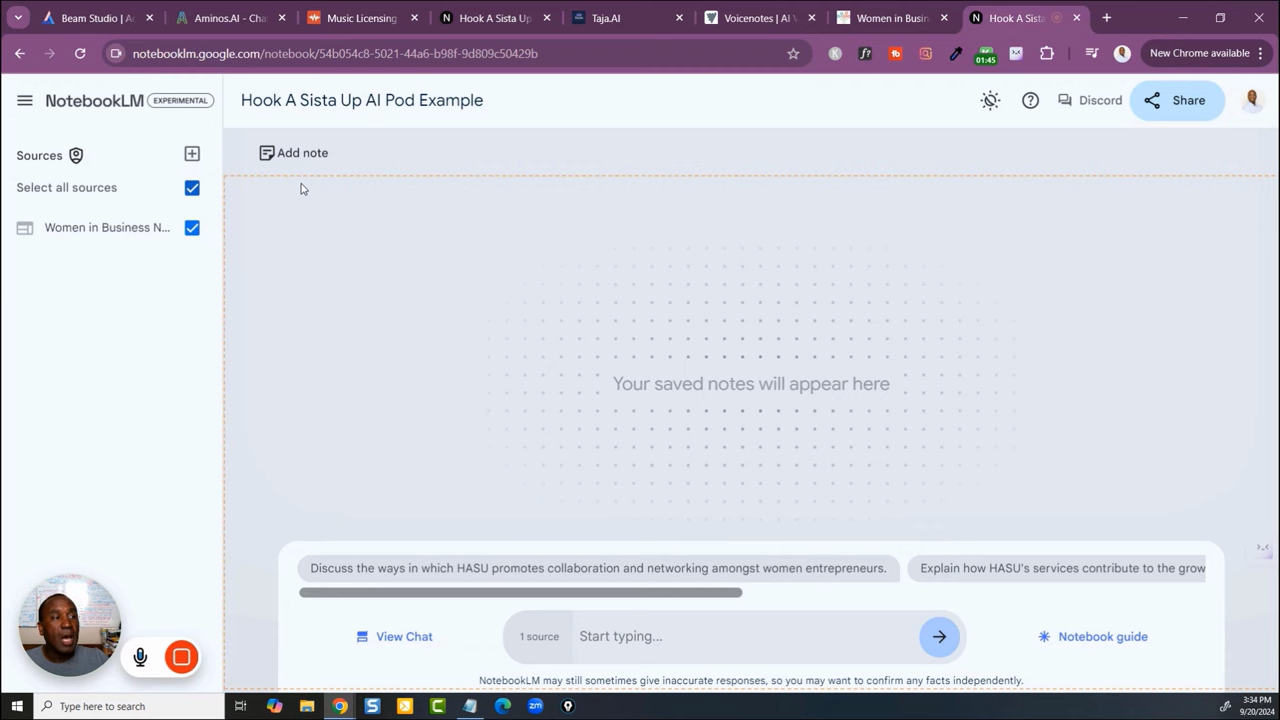 Beam Studio | Ac
Aminos.AI - Cha
Music Licensing
Hook A Sista Up
Taja.AI
Voicenotes | AI V
Women in Busin
Hook A Sista
notebooklm.google.com/notebook/54b054c8-5021-44a6-b98f-9d809c50429b
01:45
New Chrome available
NotebookLM
EXPERIMENTAL
Hook A Sista Up AI Pod Example
Discord
Share
Sources
Add note
Select all sources
Women in Business N...
Your saved notes will appear here
Discuss the ways in which HASU promotes collaboration and networking amongst women entrepreneurs.
Explain how HASU's services contribute to the grow
View Chat
1 source
Start typing...
Notebook guide
NotebookLM may still sometimes give inaccurate responses, so you may want to confirm any facts independently.
Type here to search
3:34 PM
9/20/2024